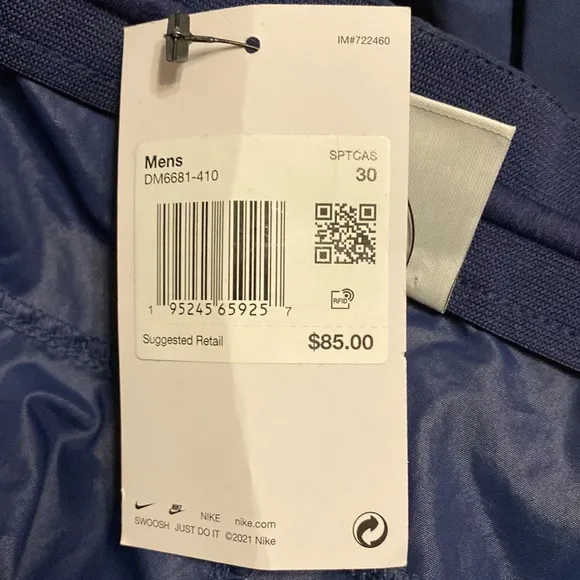 IM#722460
Mens SPTCAS
DM6681-410 30
1 95245 65925 7
RFID
Suggested Retail $85.00
NIKE NIKE nike.com
SWOOSH JUST DO IT ©2021 Nike